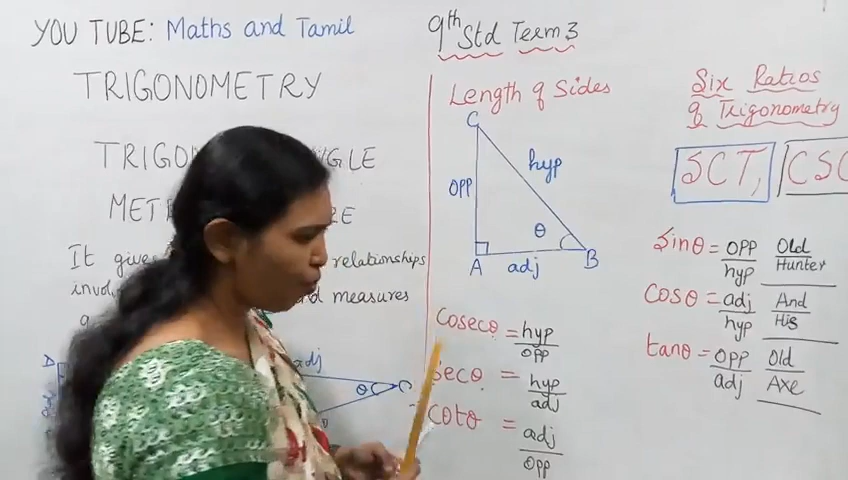 YOU TUBE: Maths and Tamil
TRIGONOMETRY
It gives
relationships
measures
D
adj
θ
9th Std Term 3
Length of Sides
C
opp
hyp
θ
A
adj
B
Cosecθ = hyp/opp
Secθ = hyp/adj
Cotθ = adj/opp
Six Ratios
of Trigonometry
SCT,
Sinθ = opp/hyp Old/Hunter
Cosθ = adj/hyp And/His
tanθ = opp/adj Old/Axe